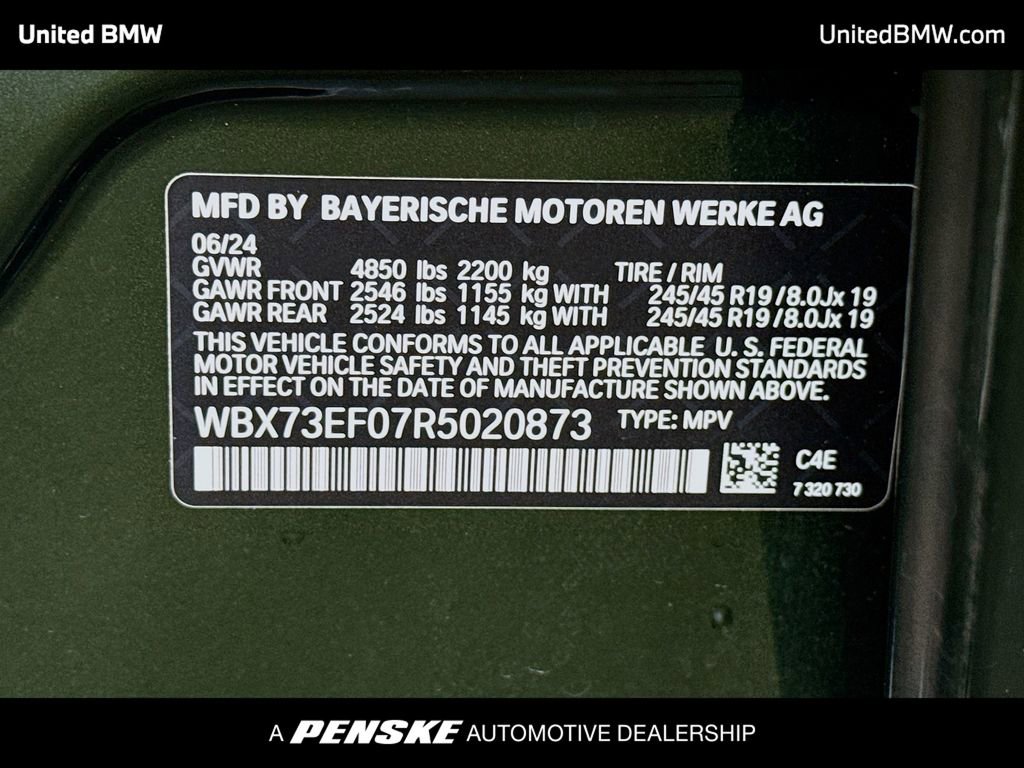 United BMW
UnitedBMW.com
MFD BY BAYERISCHE MOTOREN WERKE AG
06/24
GVWR 4850 lbs 2200 kg TIRE / RIM
GAWR FRONT 2546 lbs 1155 kg WITH 245/45 R19 / 8.0Jx 19
GAWR REAR 2524 lbs 1145 kg WITH 245/45 R19 / 8.0Jx 19
THIS VEHICLE CONFORMS TO ALL APPLICABLE U. S. FEDERAL
MOTOR VEHICLE SAFETY AND THEFT PREVENTION STANDARDS
IN EFFECT ON THE DATE OF MANUFACTURE SHOWN ABOVE.
WBX73EF07R5020873 TYPE: MPV
C4E
7 320 730
A PENSKE AUTOMOTIVE DEALERSHIP